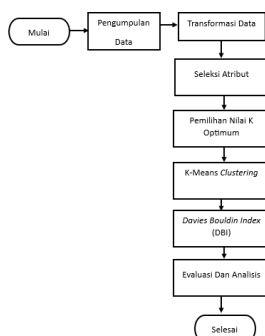 Mulai
Pengumpulan
Data
Transformasi Data
Seleksi Atribut
Pemilihan Nilai K
Optimum
K-Means Clustering
Davies Bouldin Index
(DBI)
Evaluasi Dan Analisis
Selesai